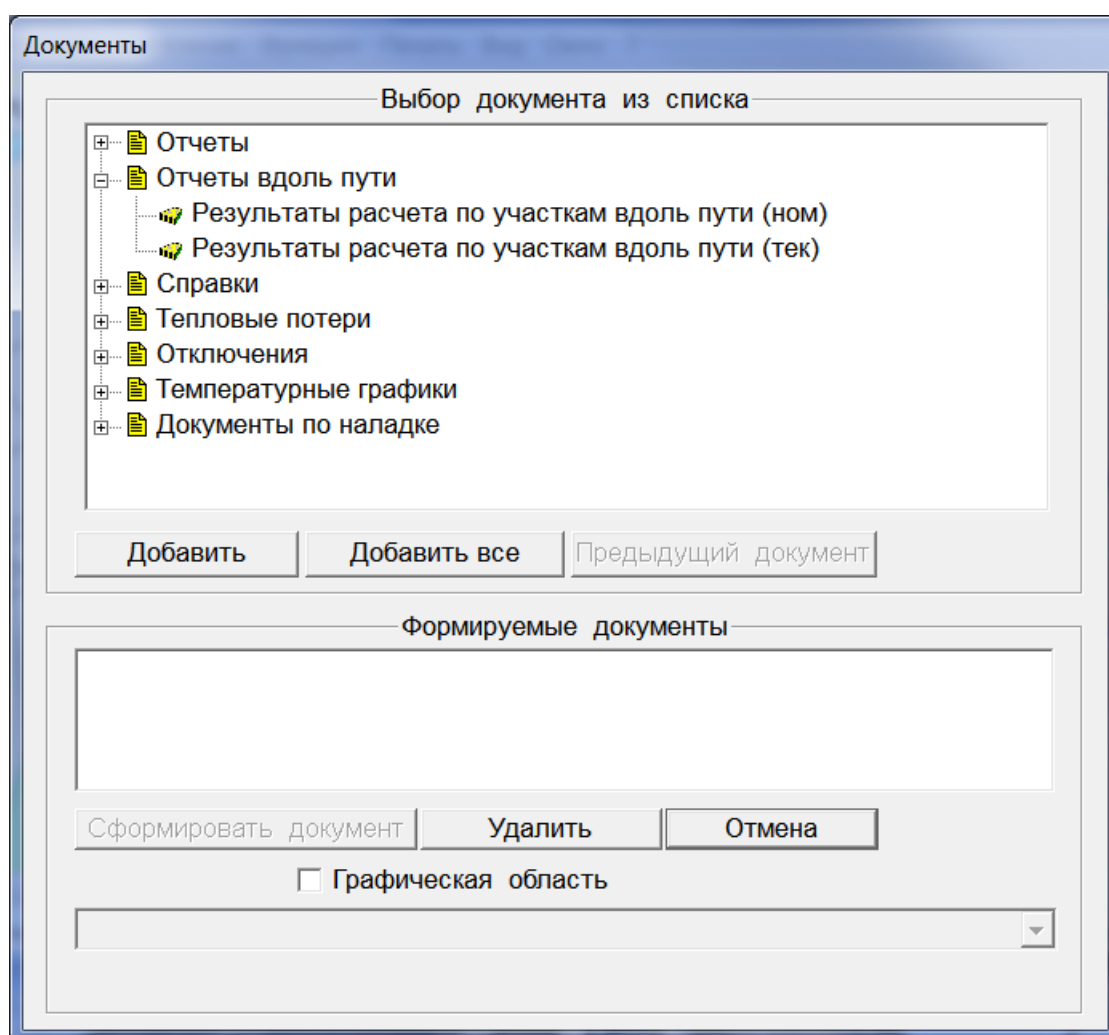 Документы
Выбор документа из списка
Отчеты
Отчеты вдоль пути
Результаты расчета по участкам вдоль пути (ном)
Результаты расчета по участкам вдоль пути (тек)
Справки
Тепловые потери
Отключения
Температурные графики
Документы по наладке
Добавить Добавить все Предыдущий документ
Формируемые документы
Сформировать документ Удалить Отмена
Графическая область